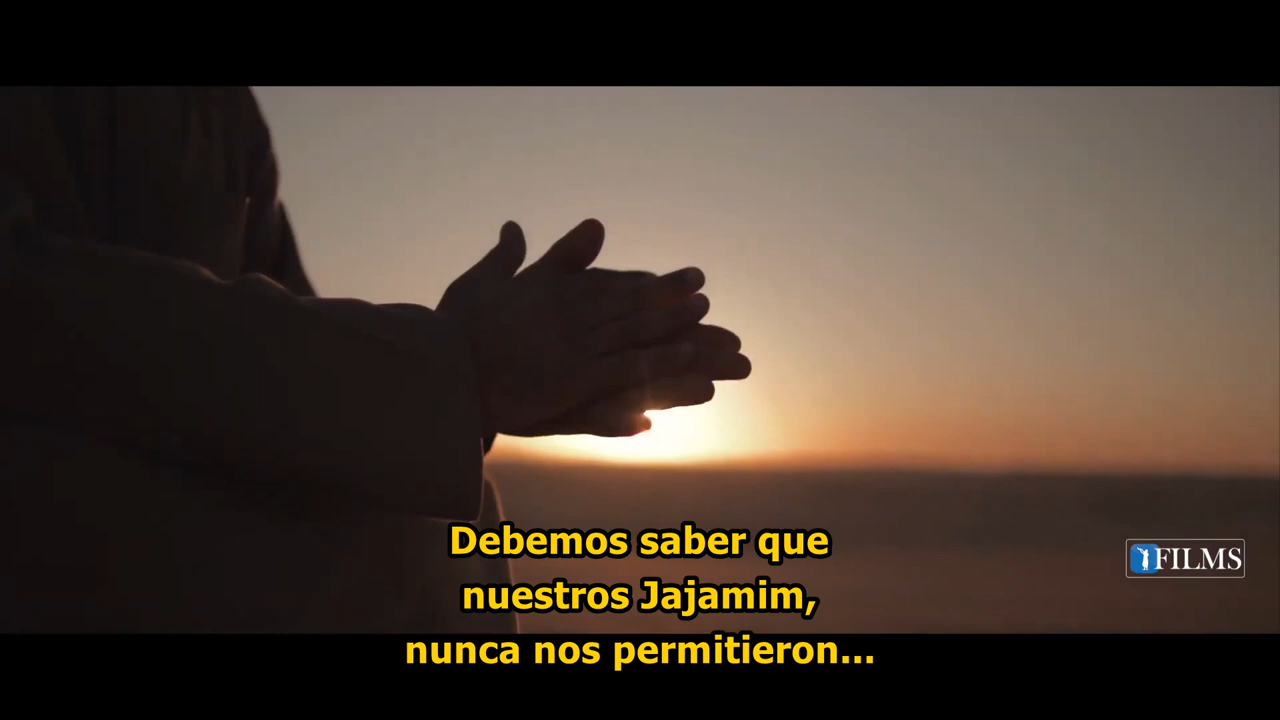 Debemos saber que
nuestros Jajamim,
nunca nos permitieron...
FILMS